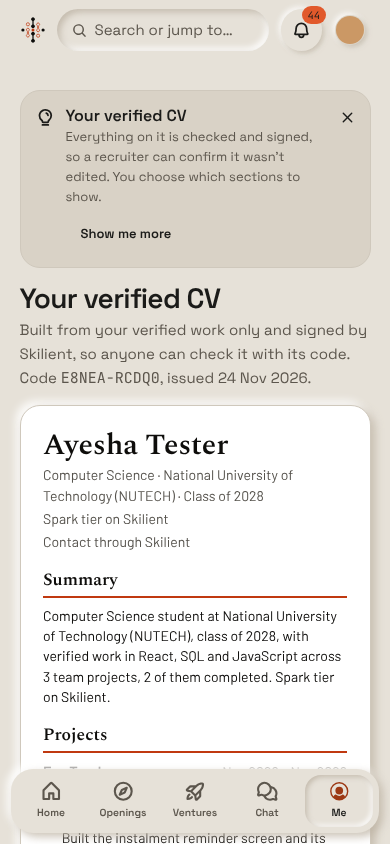 Search or jump to...
44
Your verified CV
Everything on it is checked and signed,
so a recruiter can confirm it wasn't
edited. You choose which sections to
show.
Show me more
Your verified CV
Built from your verified work only and signed by
Skilient, so anyone can check it with its code.
Code E8NEA-RCDQ0, issued 24 Nov 2026.
Ayesha Tester
Computer Science · National University of
Technology (NUTECH) · Class of 2028
Spark tier on Skilient
Contact through Skilient
Summary
Computer Science student at National University
of Technology (NUTECH), class of 2028, with
verified work in React, SQL and JavaScript across
3 team projects, 2 of them completed. Spark tier
on Skilient.
Projects
Home
Openings
Ventures
Chat
Me
Built the instalment reminder screen and its